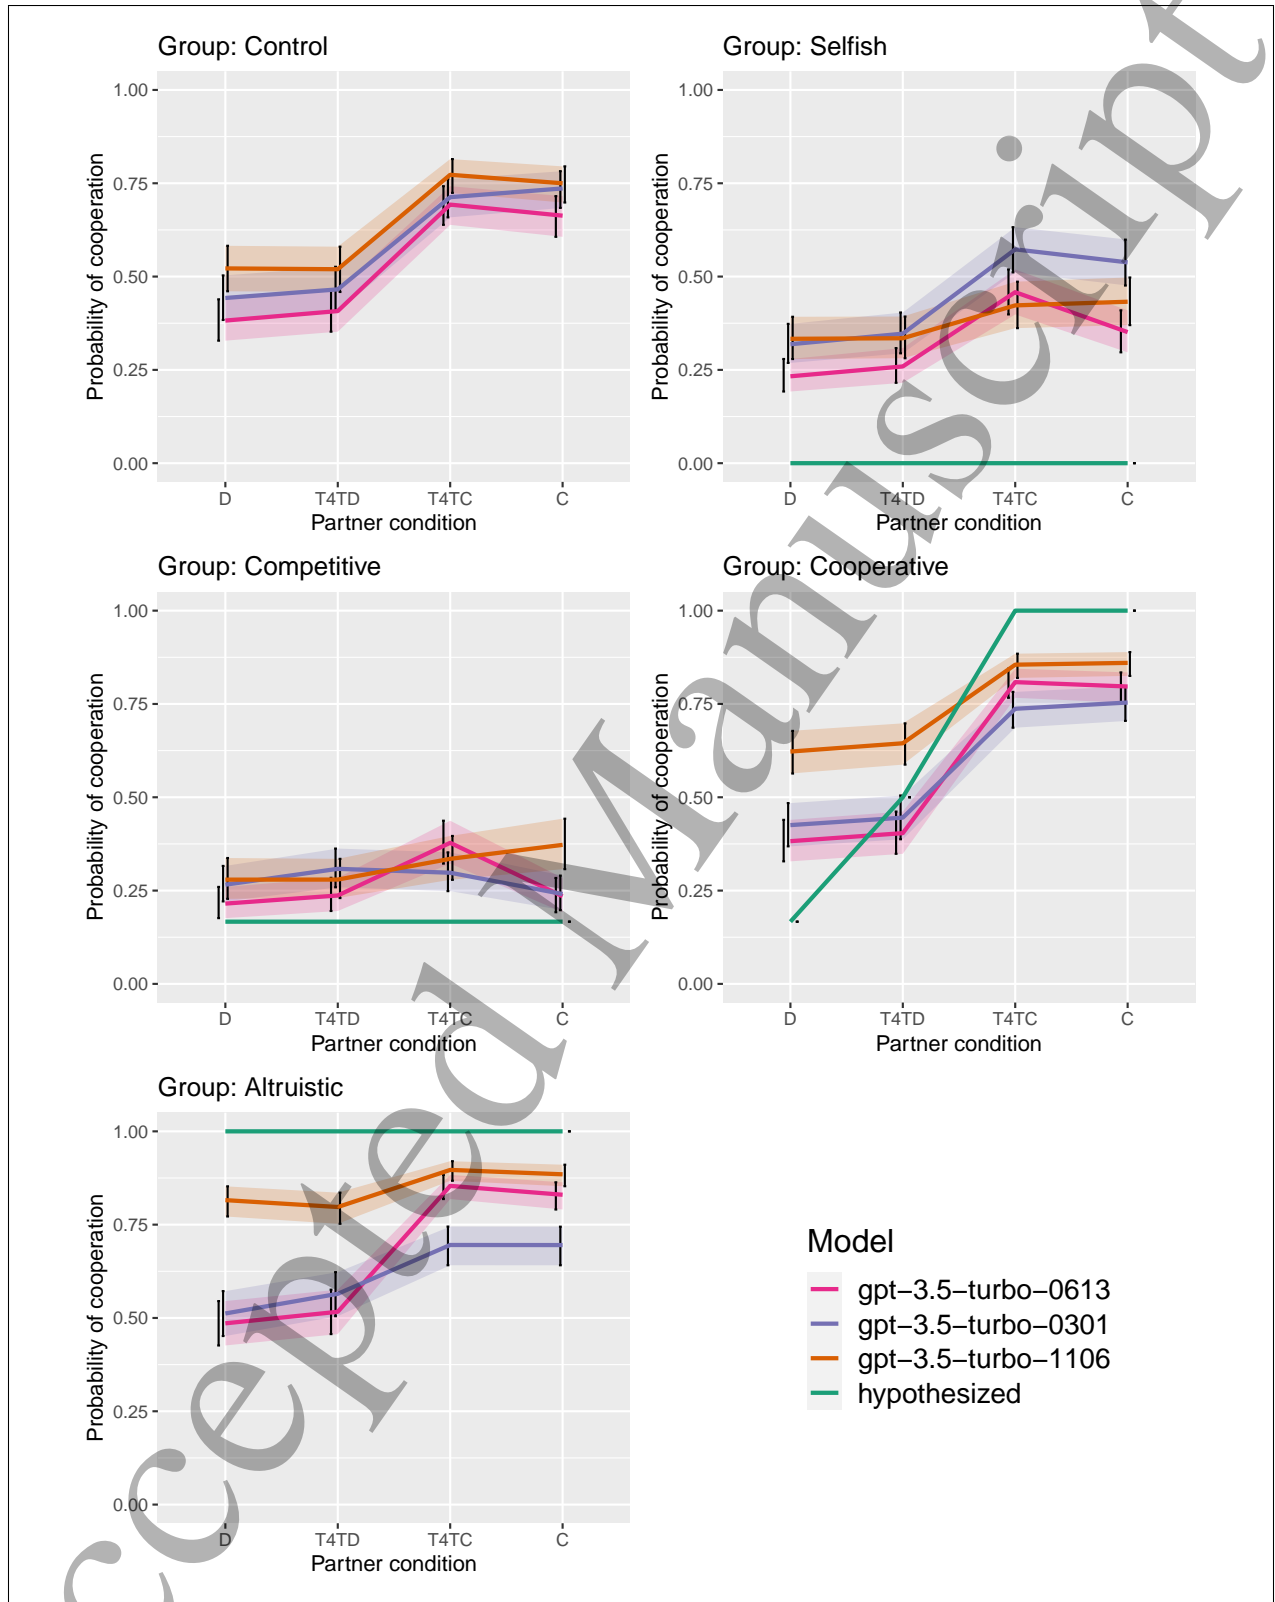 Group: Control
1.00
0.75
0.50
0.25
0.00
Probability of cooperation
D T4TD T4TC C
Partner condition
Group: Selfish
1.00
0.75
0.50
0.25
0.00
Probability of cooperation
D T4TD T4TC C
Partner condition
Group: Competitive
1.00
0.75
0.50
0.25
0.00
Probability of cooperation
D T4TD T4TC C
Partner condition
Group: Cooperative
1.00
0.75
0.50
0.25
0.00
Probability of cooperation
D T4TD T4TC C
Partner condition
Group: Altruistic
1.00
0.75
0.50
0.25
0.00
Probability of cooperation
D T4TD T4TC C
Partner condition
Model
gpt−3.5−turbo−0613
gpt−3.5−turbo−0301
gpt−3.5−turbo−1106
hypothesized
ccepted Manuscript